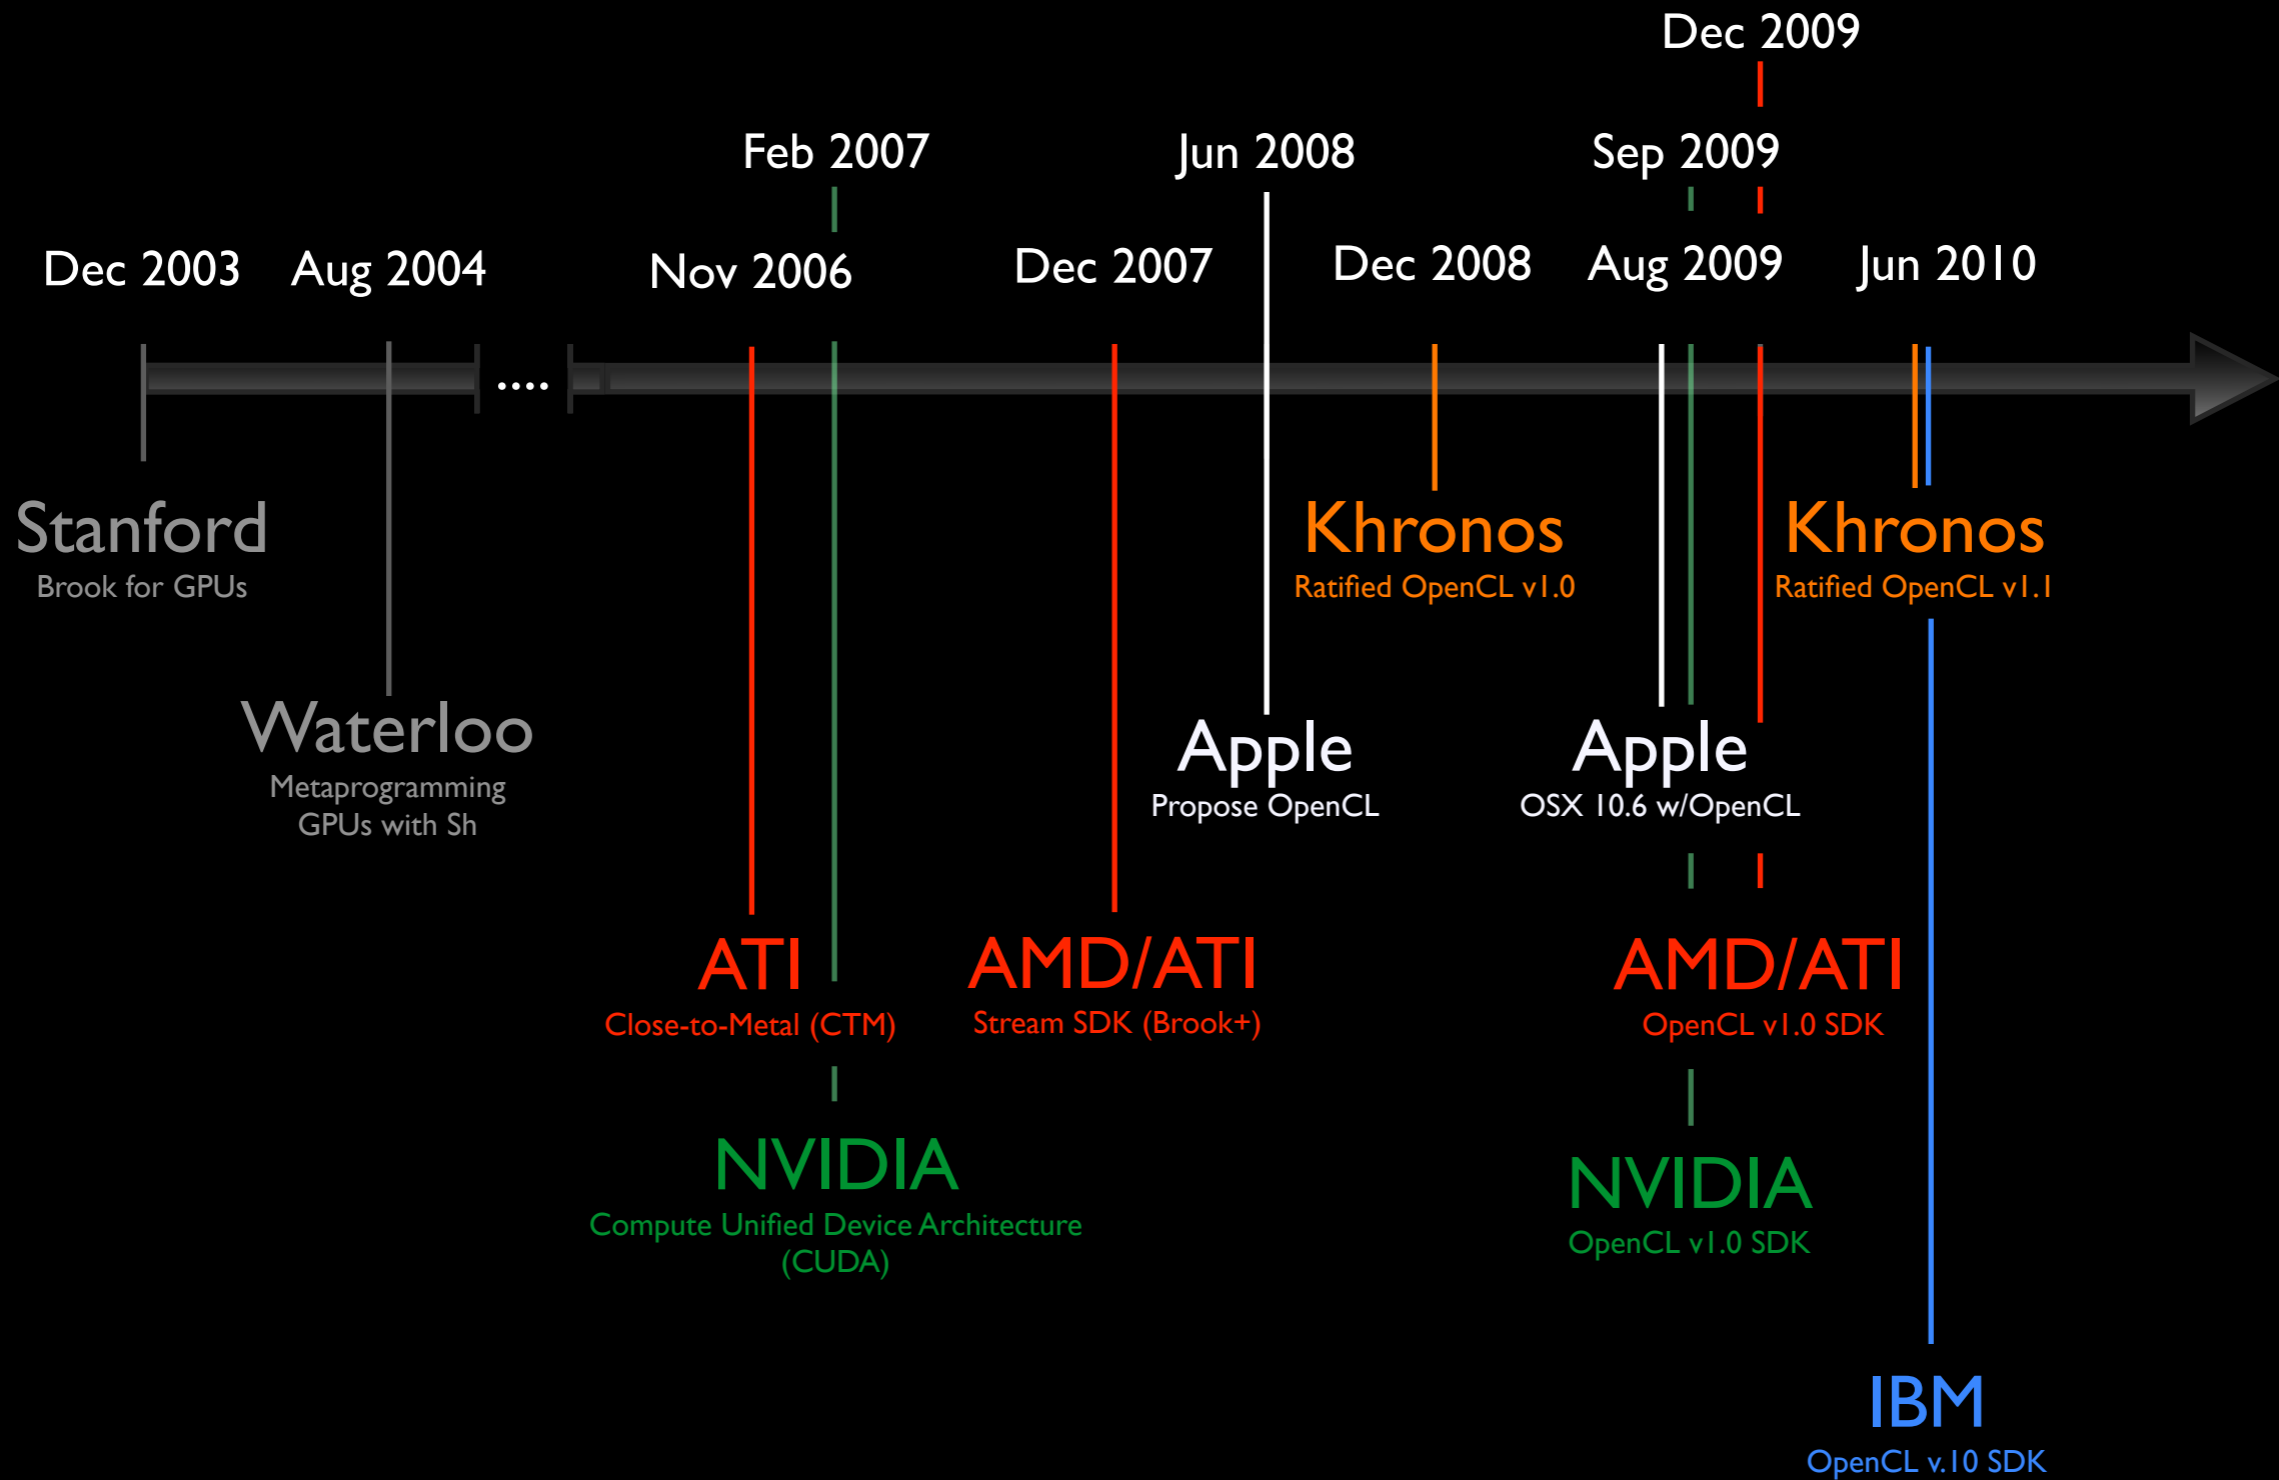 Dec 2009
Feb 2007
Jun 2008
Sep 2009
Dec 2003
Aug 2004
Nov 2006
Dec 2007
Dec 2008
Aug 2009
Jun 2010
....
Stanford
Brook for GPUs
Khronos
Ratified OpenCL v1.0
Khronos
Ratified OpenCL v1.1
Waterloo
Metaprogramming
GPUs with Sh
Apple
Propose OpenCL
Apple
OSX 10.6 w/OpenCL
ATI
Close-to-Metal (CTM)
AMD/ATI
Stream SDK (Brook+)
AMD/ATI
OpenCL v1.0 SDK
NVIDIA
Compute Unified Device Architecture
(CUDA)
NVIDIA
OpenCL v1.0 SDK
IBM
OpenCL v.10 SDK